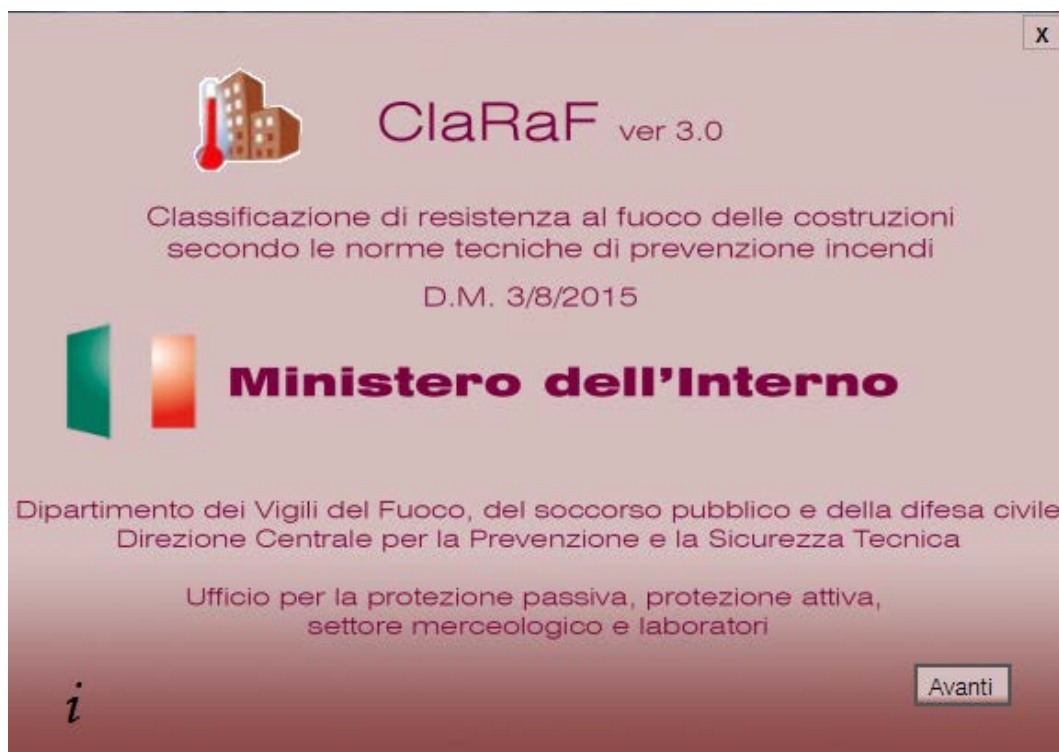 X
ClaRaF ver 3.0
Classificazione di resistenza al fuoco delle costruzioni
secondo le norme tecniche di prevenzione incendi
D.M. 3/8/2015
Ministero dell'Interno
Dipartimento dei Vigili del Fuoco, del soccorso pubblico e della difesa civile
Direzione Centrale per la Prevenzione e la Sicurezza Tecnica
Ufficio per la protezione passiva, protezione attiva,
settore merceologico e laboratori
Avanti
i